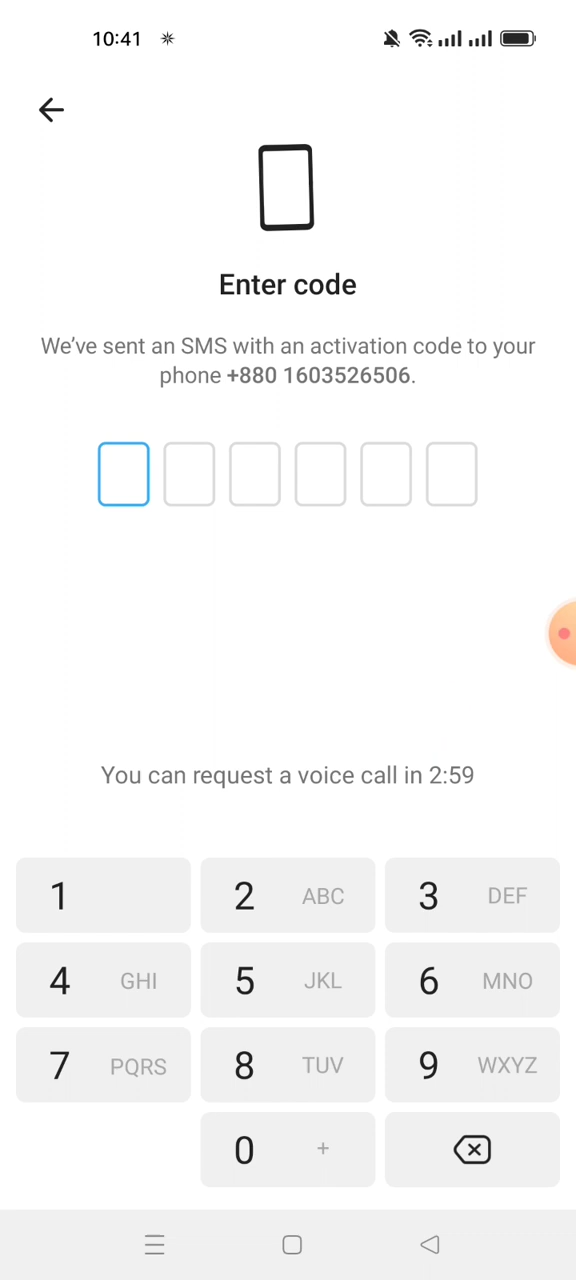 10:41
←
Enter code
We've sent an SMS with an activation code to your
phone +880 1603526506.
You can request a voice call in 2:59
1
2 ABC
3 DEF
4 GHI
5 JKL
6 MNO
7 PQRS
8 TUV
9 WXYZ
0 +